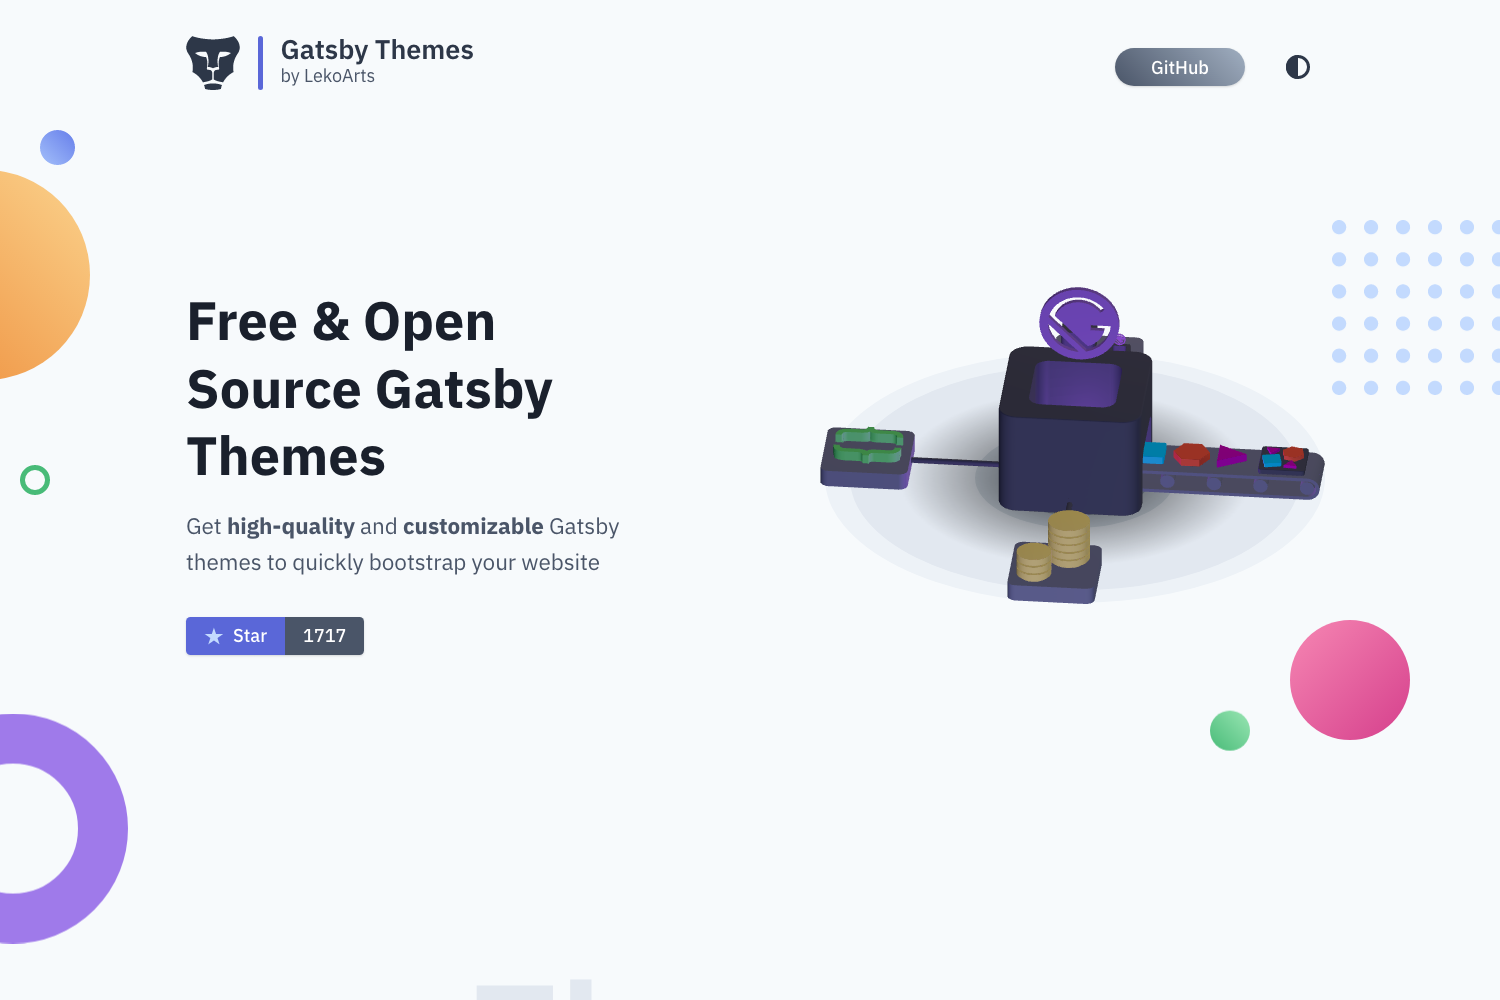 Gatsby Themes
by LekoArts
GitHub
Free & Open
Source Gatsby
Themes
Get high-quality and customizable Gatsby
themes to quickly bootstrap your website
Star 1717